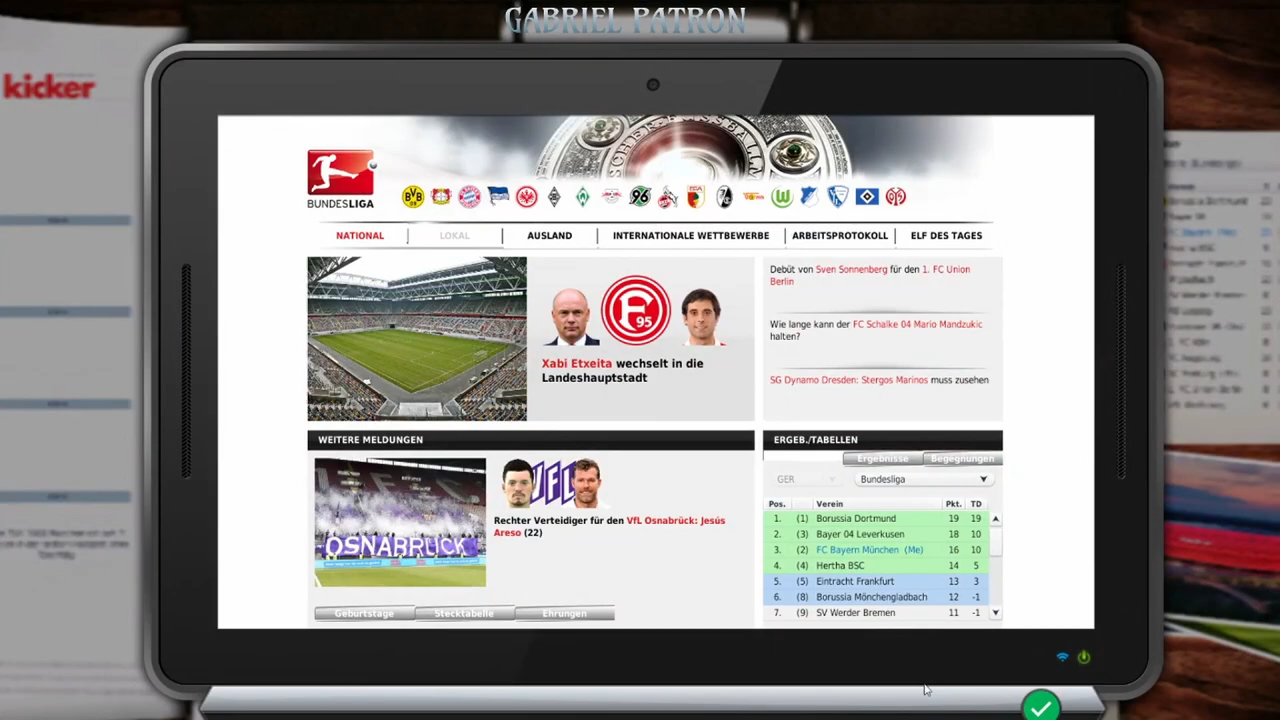 GABRIEL PATRON
kicker
BUNDESLIGA
BVB
09
96
FCA
NATIONAL
LOKAL
AUSLAND
INTERNATIONALE WETTBEWERBE
ARBEITSPROTOKOLL
ELF DES TAGES
F95
Xabi Etxeita wechselt in die
Landeshauptstadt
Debüt von Sven Sonnenberg für den 1. FC Union
Berlin
Wie lange kann der FC Schalke 04 Mario Mandzukic
halten?
SG Dynamo Dresden: Stergos Marinos muss zusehen
WEITERE MELDUNGEN
OSNABRÜCK
VFL
Rechter Verteidiger für den VfL Osnabrück: Jesús
Areso (22)
Geburtstage Stecktabelle Ehrungen
ERGEB./TABELLEN
Ergebnisse Begegnungen
GER Bundesliga
Pos. Verein Pkt. TD
1. (1) Borussia Dortmund 19 19
2. (3) Bayer 04 Leverkusen 18 10
3. (2) FC Bayern München (Me) 16 10
4. (4) Hertha BSC 14 5
5. (5) Eintracht Frankfurt 13 3
6. (8) Borussia Mönchengladbach 12 -1
7. (9) SV Werder Bremen 11 -1